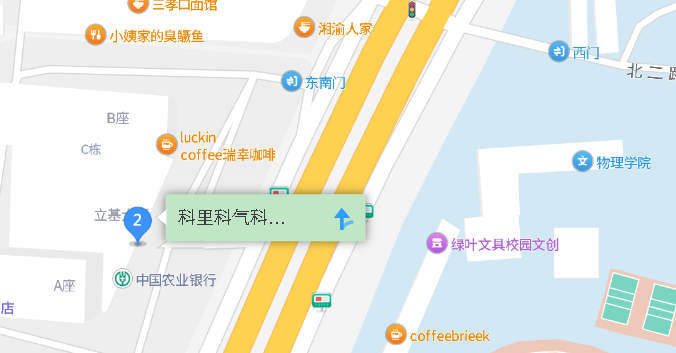 三孝口面馆
小姨家的臭鳜鱼
湘渝人家
西门
北二路
东南门
B座
luckin
coffee瑞幸咖啡
C栋
物理学院
立基大
2
科里科气科...
绿叶文具校园文创
中国农业银行
A座
店
coffeebrieek